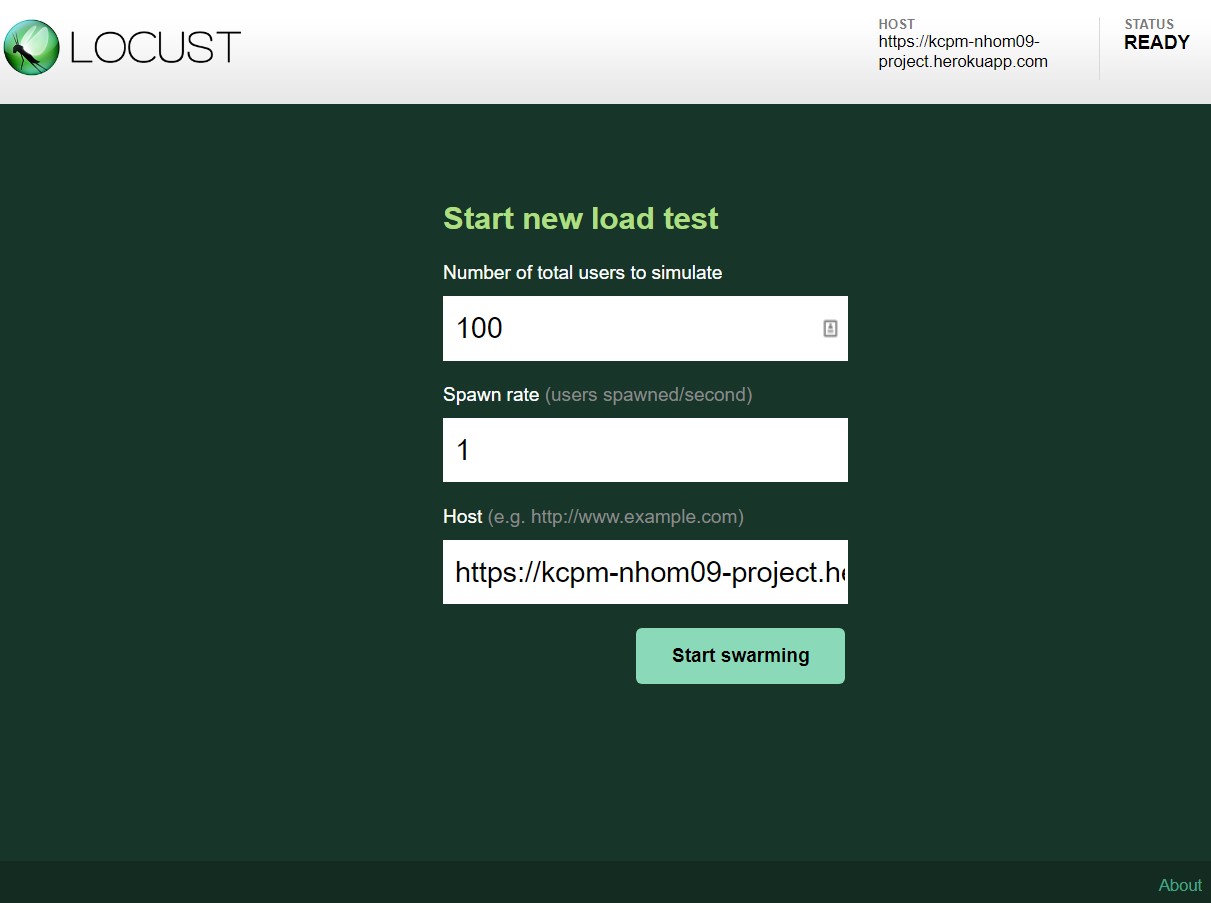 LOCUST
HOST
https://kcpm-nhom09-
project.herokuapp.com
STATUS
READY
Start new load test
Number of total users to simulate
100
Spawn rate (users spawned/second)
1
Host (e.g. http://www.example.com)
https://kcpm-nhom09-project.he
Start swarming
About